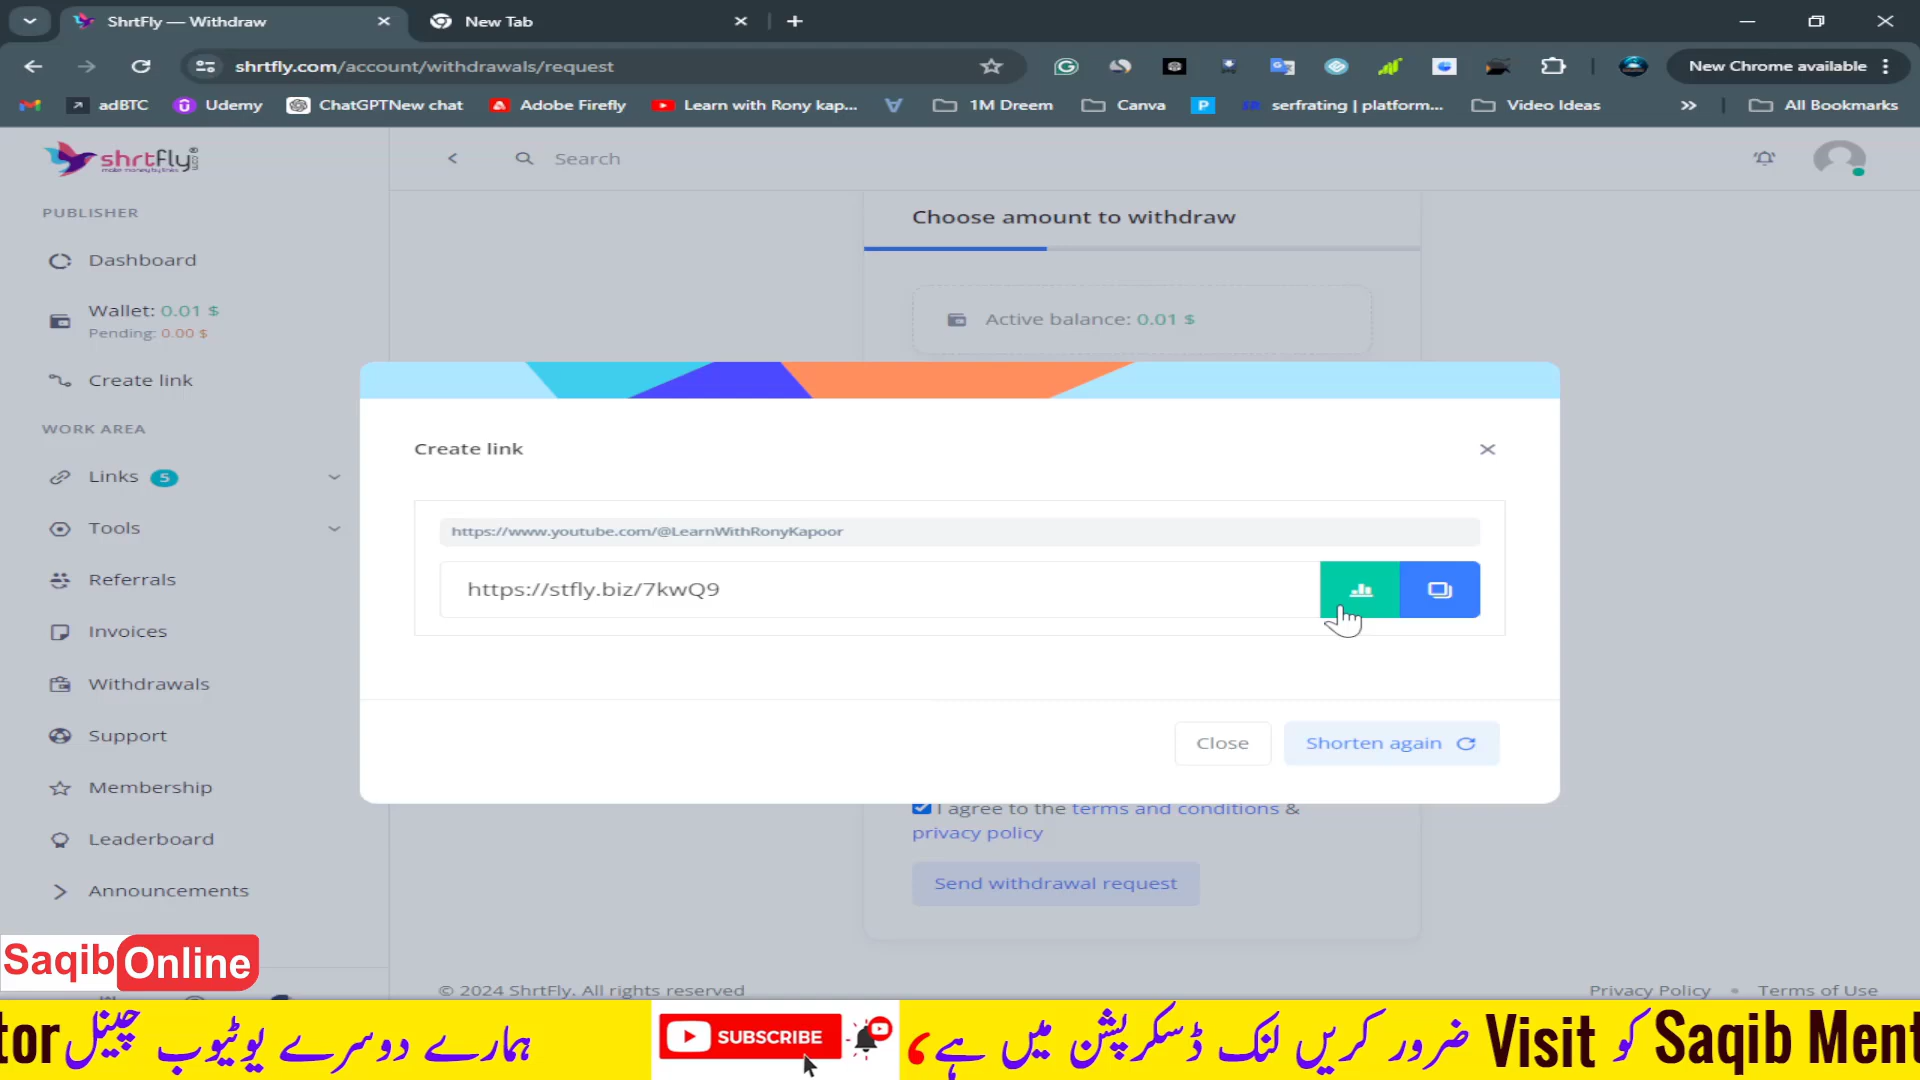 ShrtFly — Withdraw
New Tab
shrtfly.com/account/withdrawals/request
New Chrome available
adBTC
Udemy
ChatGPTNew chat
Adobe Firefly
Learn with Rony kap...
1M Dreem
Canva
serfrating | platform...
Video Ideas
All Bookmarks
shrtfly
make money by links
Search
PUBLISHER
Dashboard
Wallet: 0.01 $
Pending: 0.00 $
Create link
WORK AREA
Links 5
Tools
Referrals
Invoices
Withdrawals
Support
Membership
Leaderboard
Announcements
Choose amount to withdraw
Active balance: 0.01 $
Create link
https://www.youtube.com/@LearnWithRonyKapoor
https://stfly.biz/7kwQ9
Close
Shorten again
I agree to the terms and conditions &
privacy policy
Send withdrawal request
Saqib Online
© 2024 ShrtFly. All rights reserved
Privacy Policy • Terms of Use
Saqib Ment کو Visit ضرور کریں لنک ڈسکرپشن میں ہے،
SUBSCRIBE
ہمارے دوسرے یوٹیوب چینل tor